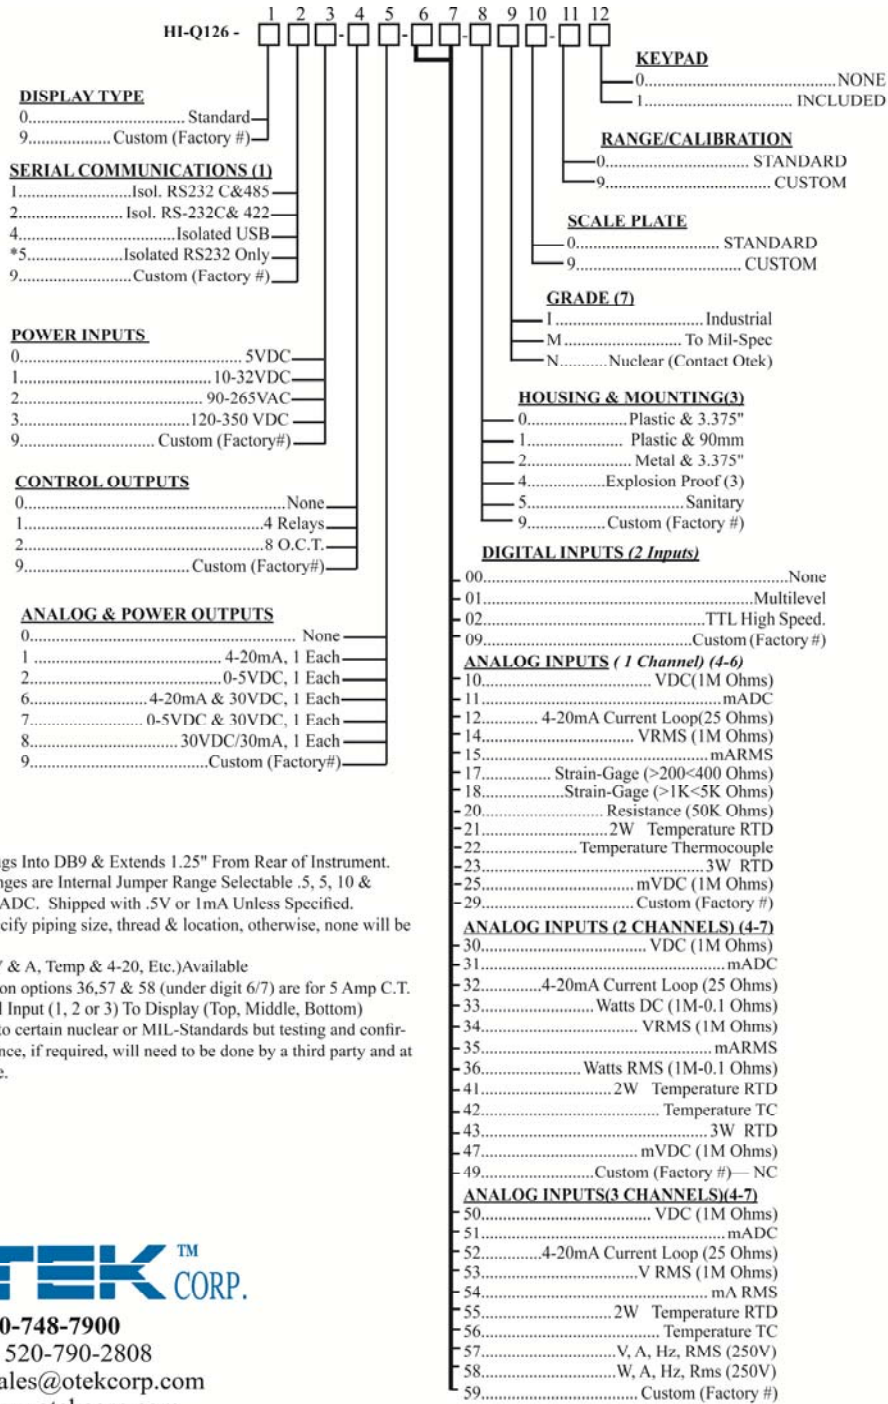 1 2 3 4 5 6 7 8 9 10 11 12
HI-Q126 - - - - - -
DISPLAY TYPE
0................................. Standard
9................... Custom (Factory #)
SERIAL COMMUNICATIONS (1)
1.......................Isol. RS232 C&485
2...................... Isol. RS-232C& 422
4................................Isolated USB
*5.....................Isolated RS232 Only
9.......................Custom (Factory #)
POWER INPUTS
0............................................. 5VDC
1.......................................10-32VDC
2...................................... 90-265VAC
3...................................120-350 VDC
9........................... Custom (Factory#)
CONTROL OUTPUTS
0...................................................None
1..............................................4 Relays
2..............................................8 O.C.T.
9.................................Custom (Factory#)
ANALOG & POWER OUTPUTS
0..................................................... None
1 ...................................... 4-20mA, 1 Each
2.......................................0-5VDC, 1 Each
6........................4-20mA & 30VDC, 1 Each
7....................... 0-5VDC & 30VDC, 1 Each
8..............................30VDC/30mA, 1 Each
9....................................Custom (Factory#)
KEYPAD
0.......................................NONE
1................................ INCLUDED
RANGE/CALIBRATION
0............................... STANDARD
9.................................... CUSTOM
SCALE PLATE
0............................... STANDARD
9.................................... CUSTOM
GRADE (7)
I ................................ Industrial
M ......................... To Mil-Spec
N..........Nuclear (Contact Otek)
HOUSING & MOUNTING(3)
0.....................Plastic & 3.375"
1.................... Plastic & 90mm
2...................... Metal & 3.375"
4................Explosion Proof (3)
5.................................Sanitary
9.................Custom (Factory #)
DIGITAL INPUTS (2 Inputs)
00.............................................................None
01......................................................Multilevel
02............................................TTL High Speed.
09.........................................Custom (Factory #)
ANALOG INPUTS ( 1 Channel) (4-6)
10................................... VDC(1M Ohms)
11...................................................mADC
12............ 4-20mA Current Loop(25 Ohms)
14................................ VRMS (1M Ohms)
15................................................mARMS
17............... Strain-Gage (>200<400 Ohms)
18..................Strain-Gage (>1K<5K Ohms)
20.......................... Resistance (50K Ohms)
21...........................2W Temperature RTD
22.................... Temperature Thermocouple
23...............................................3W RTD
25................................mVDC (1M Ohms)
29................................Custom (Factory #)
ANALOG INPUTS (2 CHANNELS) (4-7)
30................................... VDC (1M Ohms)
31....................................................mADC
32.............4-20mA Current Loop (25 Ohms)
33........................Watts DC (1M-0.1 Ohms)
34................................. VRMS (1M Ohms)
35................................................. mARMS
36..................... Watts RMS (1M-0.1 Ohms)
41............................2W Temperature RTD
42...................................... Temperature TC
43................................................ 3W RTD
47................................. mVDC (1M Ohms)
49........................Custom (Factory #)— NC
ANALOG INPUTS(3 CHANNELS)(4-7)
50................................... VDC (1M Ohms)
51....................................................mADC
52.............4-20mA Current Loop (25 Ohms)
53.................................V RMS (1M Ohms)
54................................................ mA RMS
55............................ 2W Temperature RTD
56...................................... Temperature TC
57.............................V, A, Hz, RMS (250V)
58.............................W, A, Hz, Rms (250V)
59................................. Custom (Factory #)
Into DB9 & Extends 1.25" From Rear of Instrument.
are Internal Jumper Range Selectable .5, 5, 10 &
ADC. Shipped with .5V or 1mA Unless Specified.
piping size, thread & location, otherwise, none will be
& A, Temp & 4-20, Etc.)Available
options 36,57 & 58 (under digit 6/7) are for 5 Amp C.T.
Input (1, 2 or 3) To Display (Top, Middle, Bottom)
to certain nuclear or MIL-Standards but testing and confir-
if required, will need to be done by a third party and at
TEK™ CORP.
0-748-7900
520-790-2808
ales@otekcorp.com